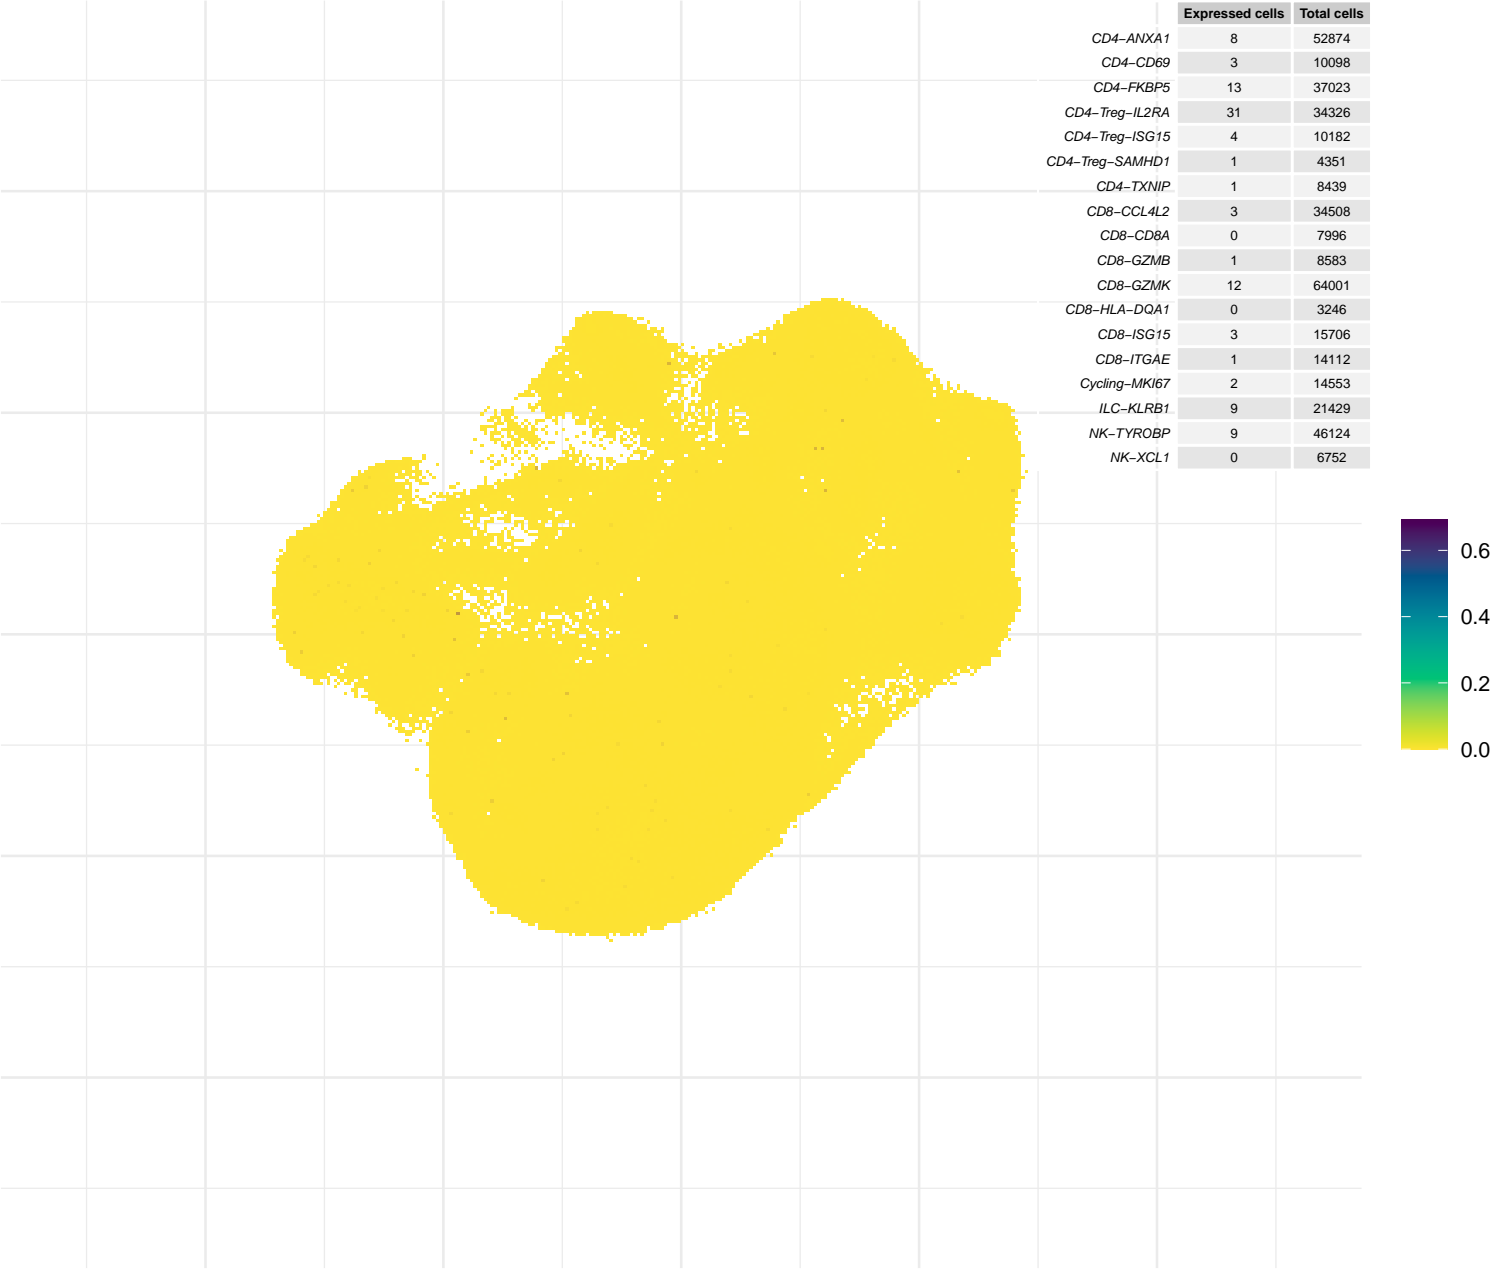 Expressed cells Total cells
CD4−ANXA1 8 52874
CD4−CD69 3 10098
CD4−FKBP5 13 37023
CD4−Treg−IL2RA 31 34326
CD4−Treg−ISG15 4 10182
CD4−Treg−SAMHD1 1 4351
CD4−TXNIP 1 8439
CD8−CCL4L2 3 34508
CD8−CD8A 0 7996
CD8−GZMB 1 8583
CD8−GZMK 12 64001
CD8−HLA−DQA1 0 3246
CD8−ISG15 3 15706
CD8−ITGAE 1 14112
Cycling−MKI67 2 14553
ILC−KLRB1 9 21429
NK−TYROBP 9 46124
NK−XCL1 0 6752
0.6
0.4
0.2
0.0